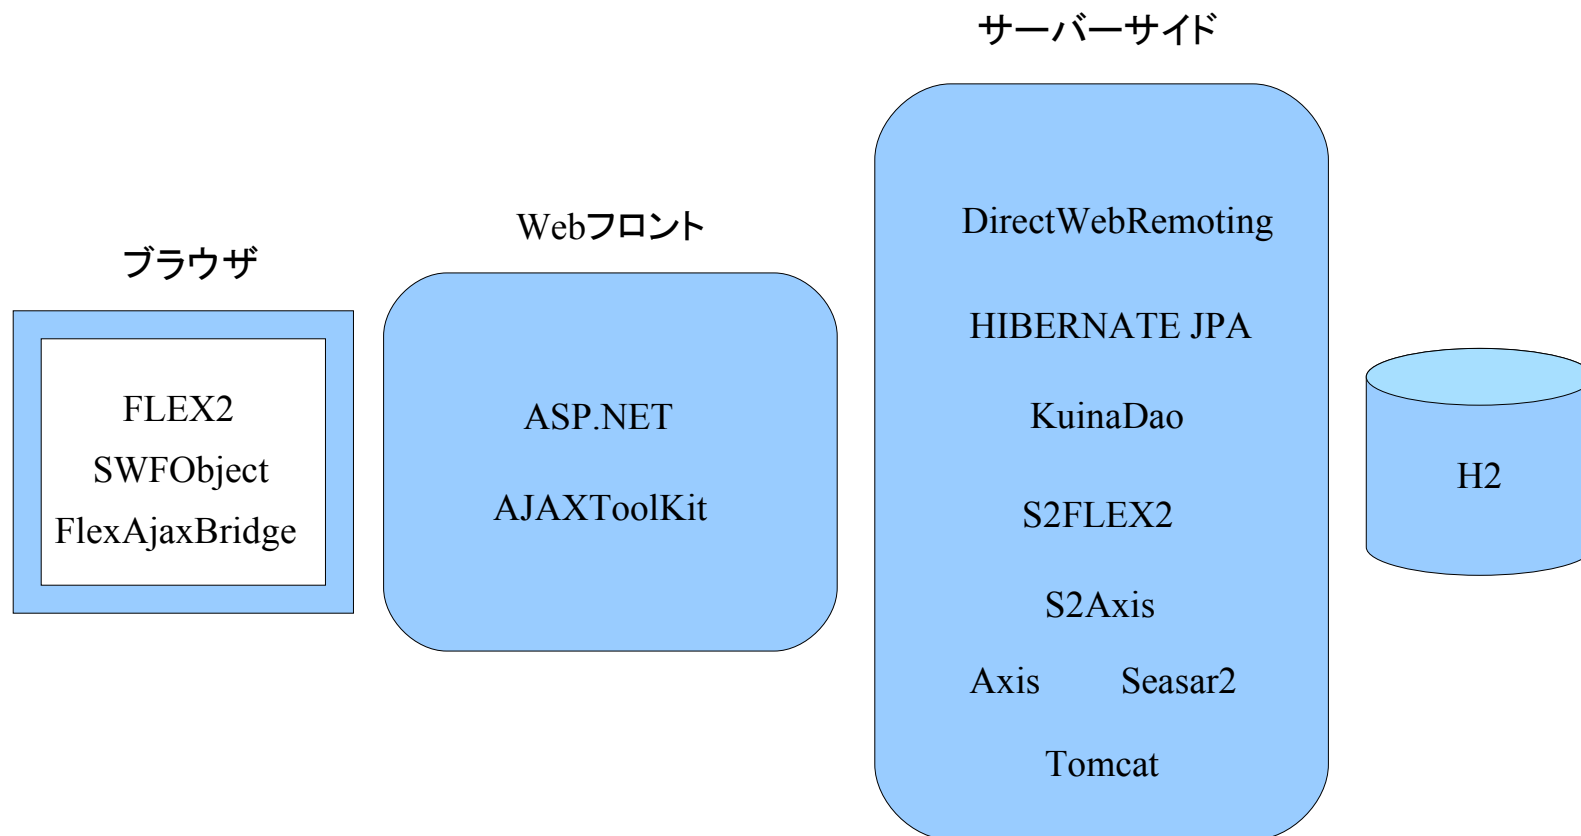 ブラウザ
FLEX2
SWFObject
FlexAjaxBridge
Webフロント
ASP.NET
AJAXToolKit
サーバーサイド
DirectWebRemoting
HIBERNATE JPA
KuinaDao
S2FLEX2
S2Axis
Axis Seasar2
Tomcat
H2